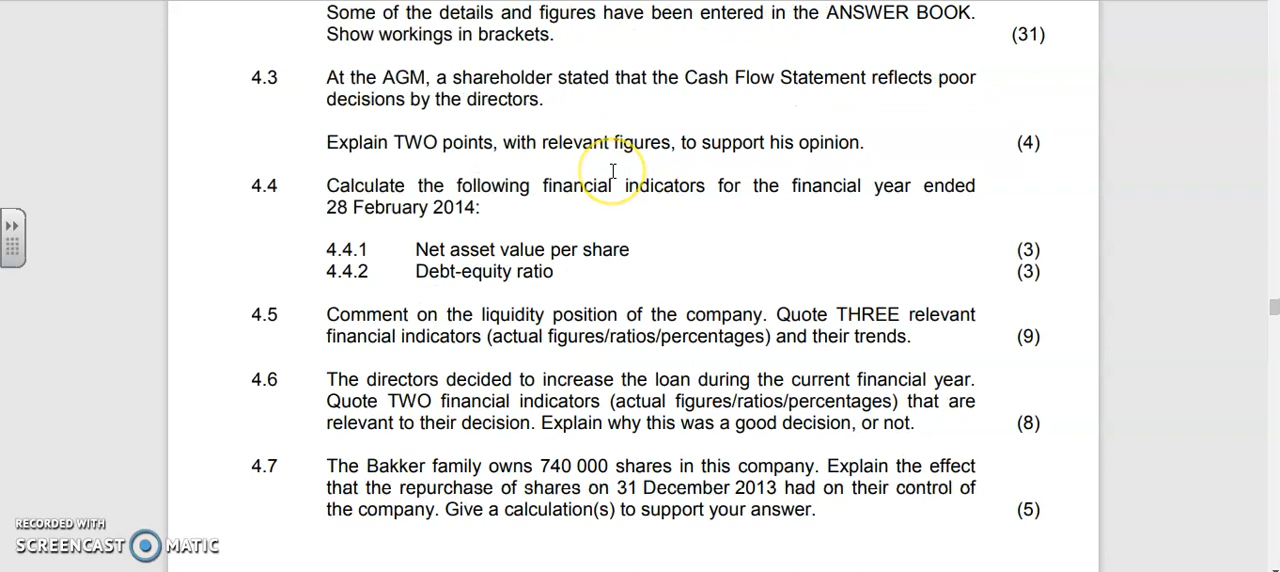 Some of the details and figures have been entered in the ANSWER BOOK.
Show workings in brackets. (31)
4.3 At the AGM, a shareholder stated that the Cash Flow Statement reflects poor
decisions by the directors.
Explain TWO points, with relevant figures, to support his opinion. (4)
4.4 Calculate the following financial indicators for the financial year ended
28 February 2014:
4.4.1 Net asset value per share (3)
4.4.2 Debt-equity ratio (3)
4.5 Comment on the liquidity position of the company. Quote THREE relevant
financial indicators (actual figures/ratios/percentages) and their trends. (9)
4.6 The directors decided to increase the loan during the current financial year.
Quote TWO financial indicators (actual figures/ratios/percentages) that are
relevant to their decision. Explain why this was a good decision, or not. (8)
4.7 The Bakker family owns 740 000 shares in this company. Explain the effect
that the repurchase of shares on 31 December 2013 had on their control of
the company. Give a calculation(s) to support your answer. (5)
RECORDED WITH
SCREENCAST MATIC